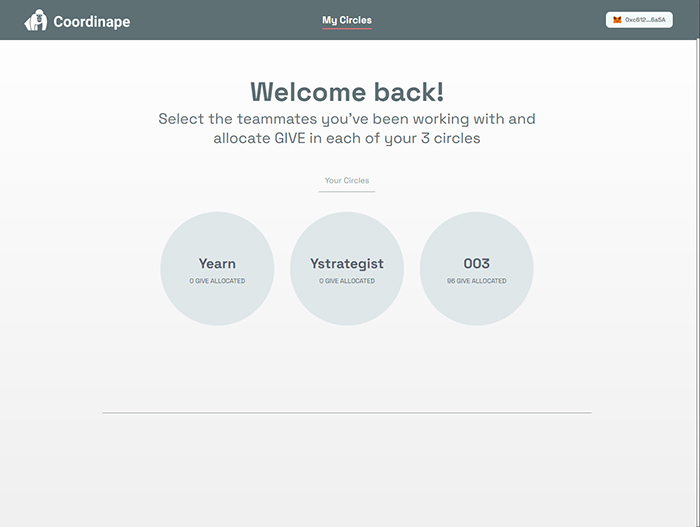 Coordinape
My Circles
0xc612...6a5A
Welcome back!
Select the teammates you've been working with and
allocate GIVE in each of your 3 circles
Your Circles
Yearn
0 GIVE ALLOCATED
Ystrategist
0 GIVE ALLOCATED
003
96 GIVE ALLOCATED